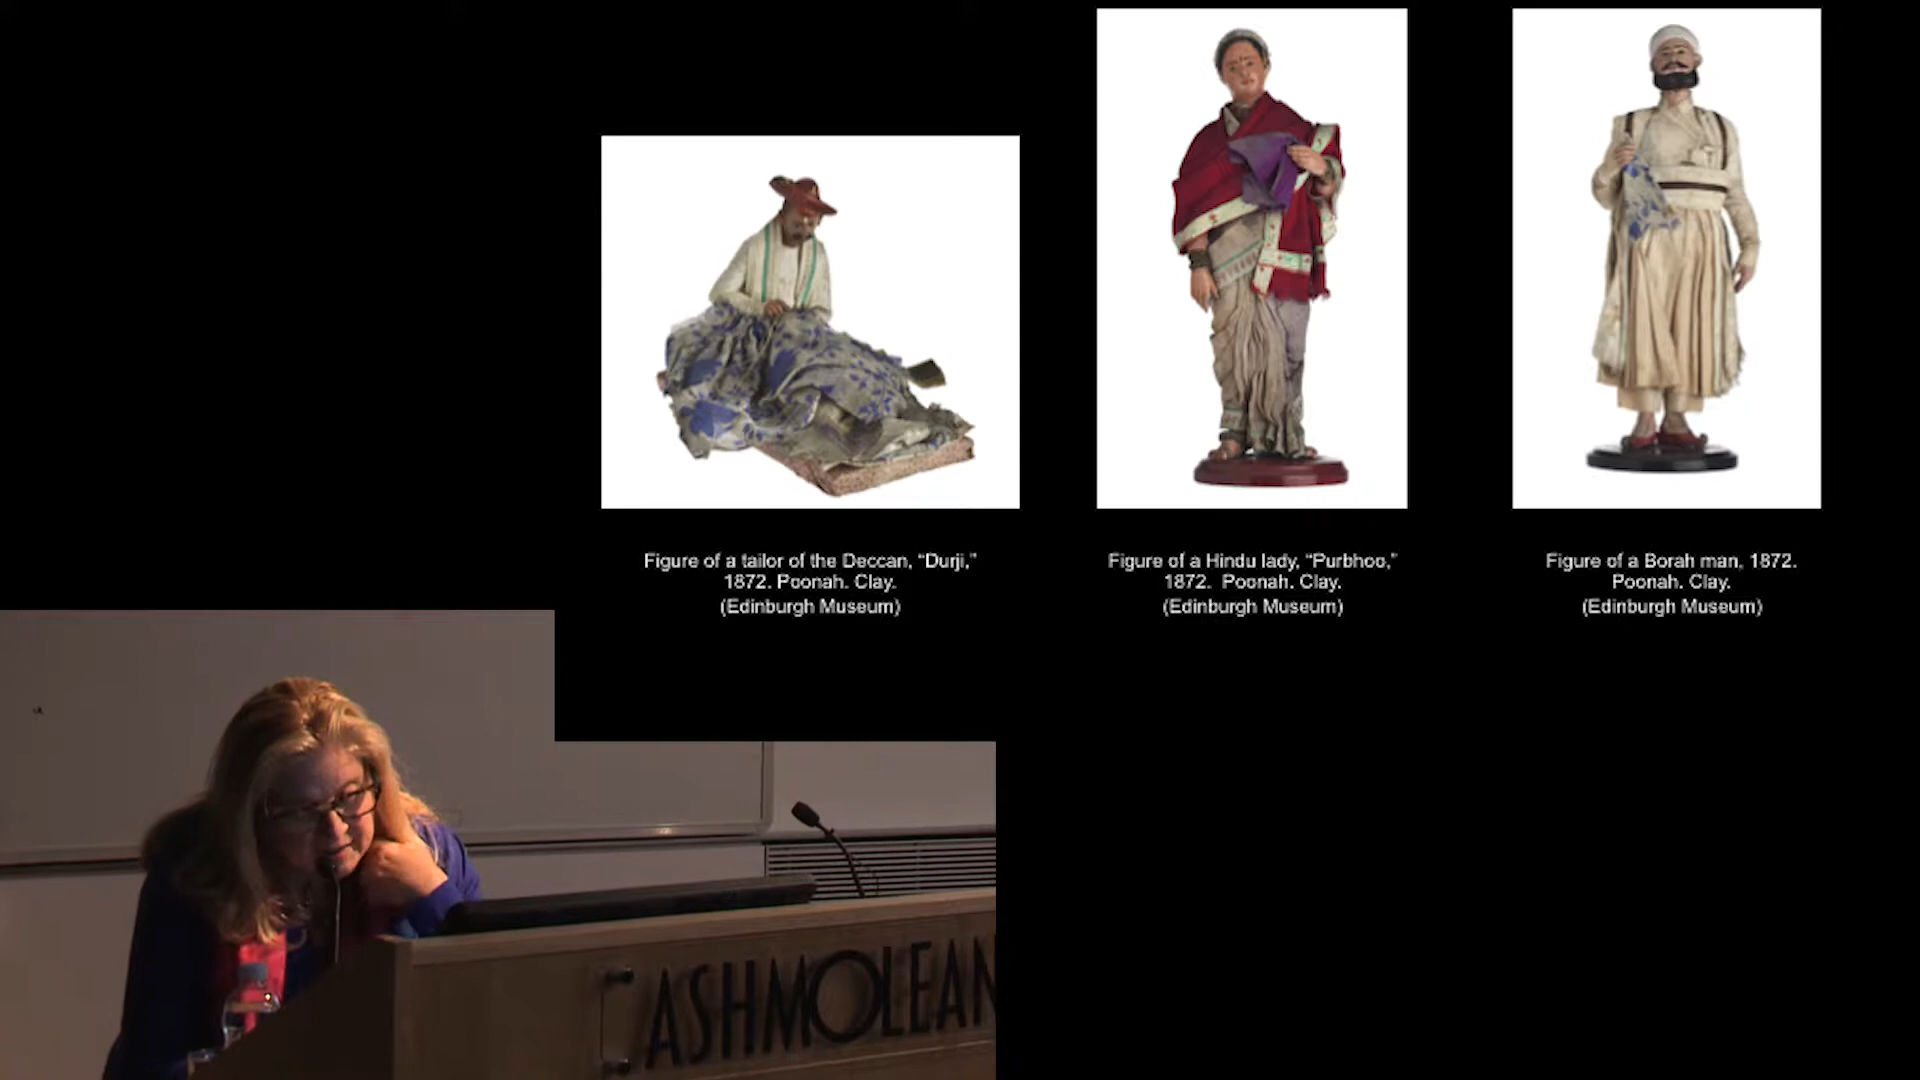 Figure of a tailor of the Deccan, “Durji,”
1872. Poonah. Clay.
(Edinburgh Museum)
Figure of a Hindu lady, “Purbhoo,”
1872. Poonah. Clay.
(Edinburgh Museum)
Figure of a Borah man, 1872.
Poonah. Clay.
(Edinburgh Museum)
ASHMOLEAN